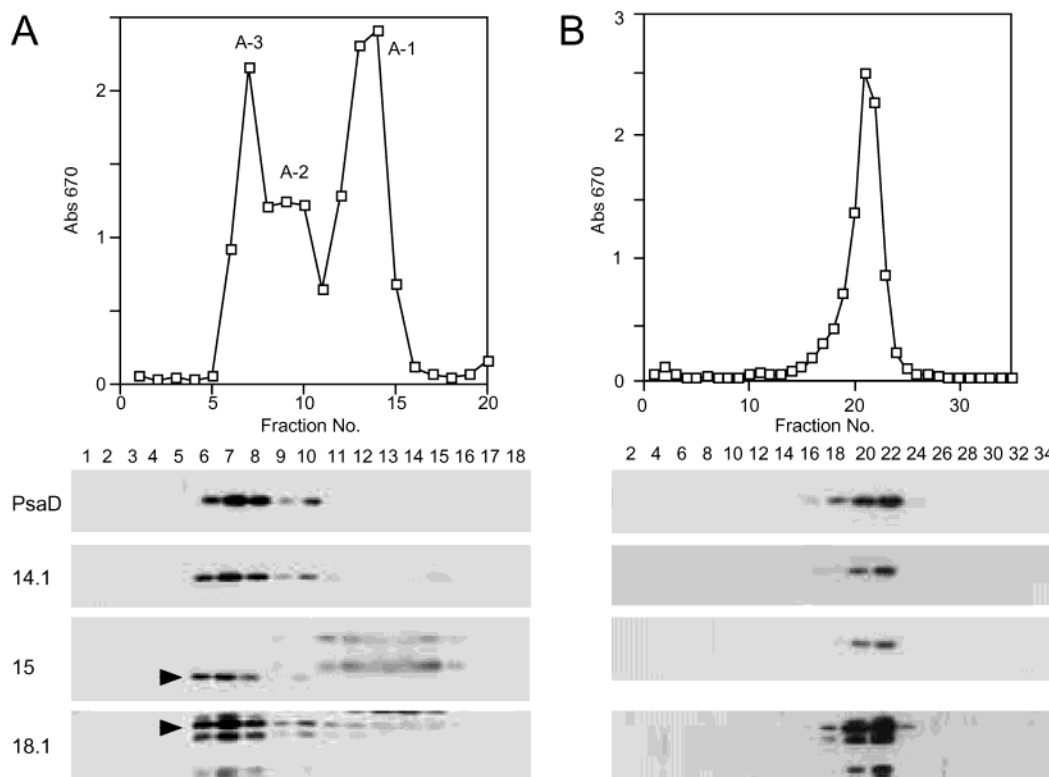 A
A-3
A-1
A-2
2
1
0
Abs 670
0 5 10 15 20
Fraction No.
B
3
2
1
0
Abs 670
0 10 20 30
Fraction No.
1 2 3 4 5 6 7 8 9 10 11 12 13 14 15 16 17 18
2 4 6 8 10 12 14 16 18 20 22 24 26 28 30 32 34
PsaD
14.1
15
18.1